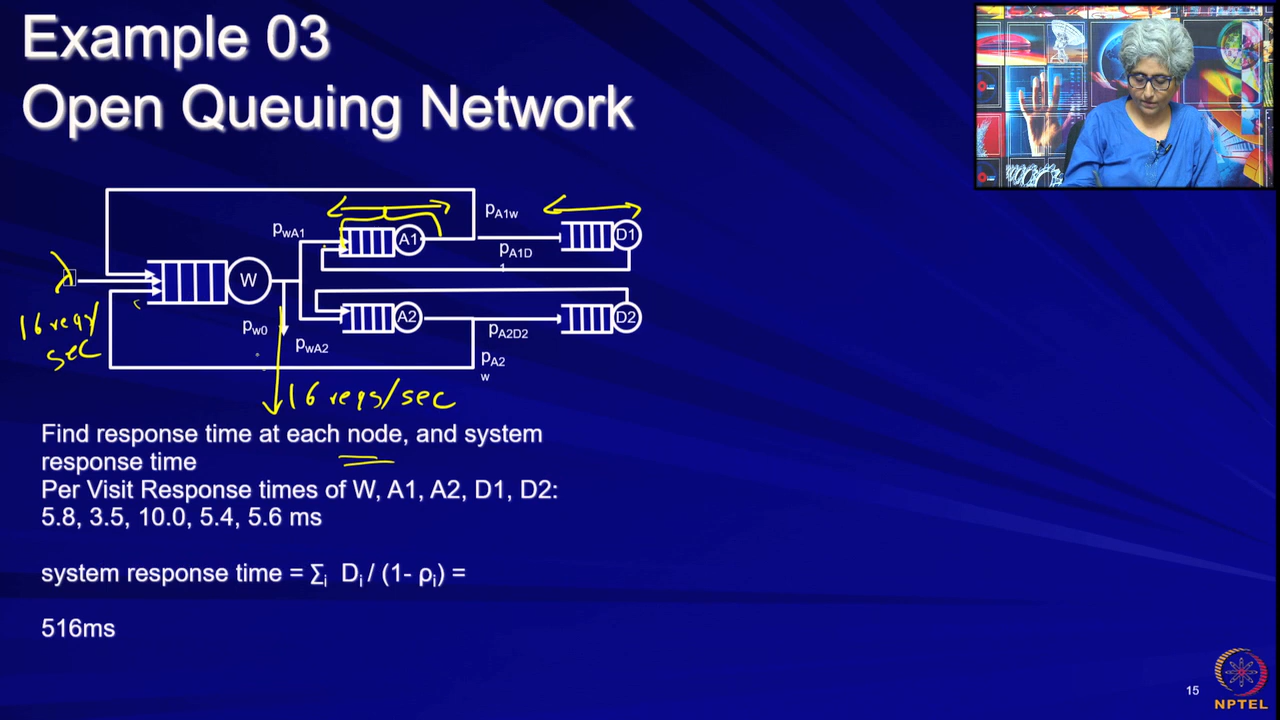 Example 03
Open Queuing Network
pA1w
pwA1
A1
D1
pA1D
1
λ
W
16 reqs/
sec
A2
D2
pw0
pwA2
pA2D2
pA2
w
16 reqs/sec
Find response time at each node, and system
response time
Per Visit Response times of W, A1, A2, D1, D2:
5.8, 3.5, 10.0, 5.4, 5.6 ms
system response time = Σi Di / (1- ρi) =
516ms
15
NPTEL